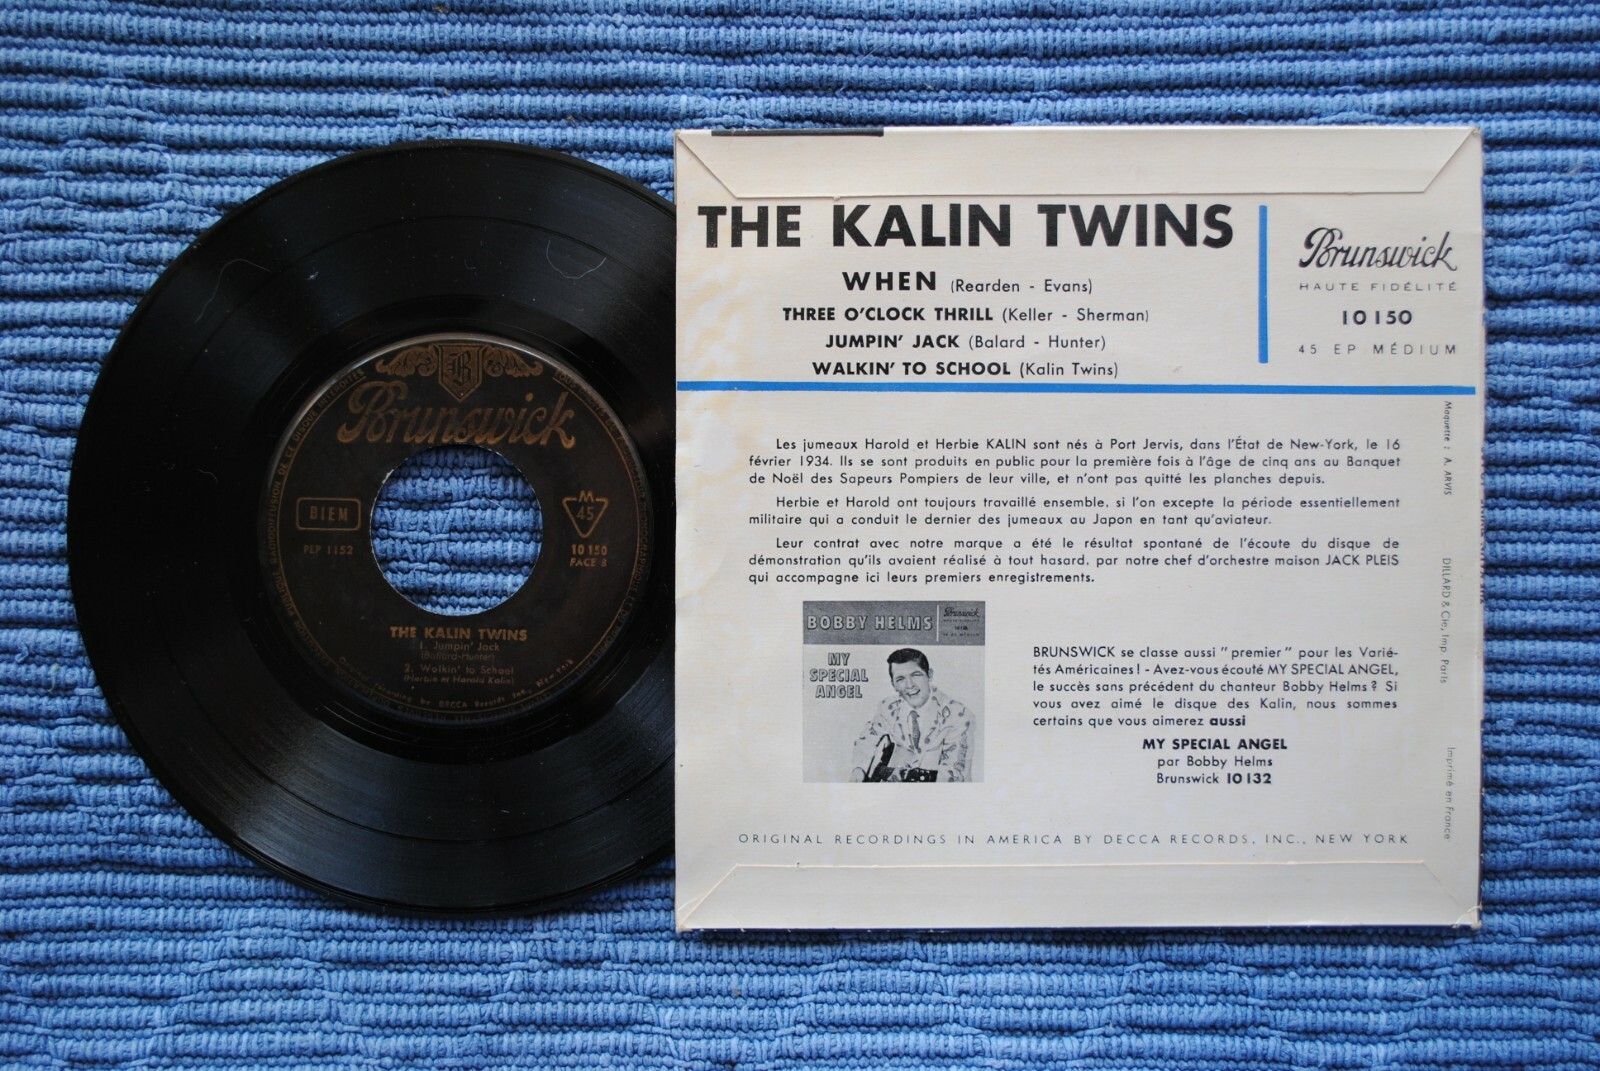 Brunswick
BIEM
M
45
PEP 1152
10 150
FACE B
THE KALIN TWINS
1. Jumpin' Jack
(Ballard-Hunter)
2. Walkin' to School
(Herbie et Harold Kalin)
THE KALIN TWINS
WHEN (Rearden - Evans)
THREE O'CLOCK THRILL (Keller - Sherman)
JUMPIN' JACK (Balard - Hunter)
WALKIN' TO SCHOOL (Kalin Twins)
Brunswick
HAUTE FIDÉLITÉ
10 150
45 EP MÉDIUM
Les jumeaux Harold et Herbie KALIN sont nés à Port Jervis, dans l'État de New-York, le 16
février 1934. Ils se sont produits en public pour la première fois à l'âge de cinq ans au Banquet
de Noël des Sapeurs Pompiers de leur ville, et n'ont pas quitté les planches depuis.
Herbie et Harold ont toujours travaillé ensemble, si l'on excepte la période essentiellement
militaire qui a conduit le dernier des jumeaux au Japon en tant qu'aviateur.
Leur contrat avec notre marque a été le résultat spontané de l'écoute du disque de
démonstration qu'ils avaient réalisé à tout hasard, par notre chef d'orchestre maison JACK PLEIS
qui accompagne ici leurs premiers enregistrements.
BOBBY HELMS
Brunswick
MY
SPECIAL
ANGEL
BRUNSWICK se classe aussi "premier" pour les Varié-
tés Américaines! - Avez-vous écouté MY SPECIAL ANGEL,
le succès sans précédent du chanteur Bobby Helms? Si
vous avez aimé le disque des Kalin, nous sommes
certains que vous aimerez aussi
MY SPECIAL ANGEL
par Bobby Helms
Brunswick 10 132
ORIGINAL RECORDINGS IN AMERICA BY DECCA RECORDS, INC., NEW YORK
Maquette : A. ARVIS
DILLARD & Cie, Imp. Paris
Imprimé en France